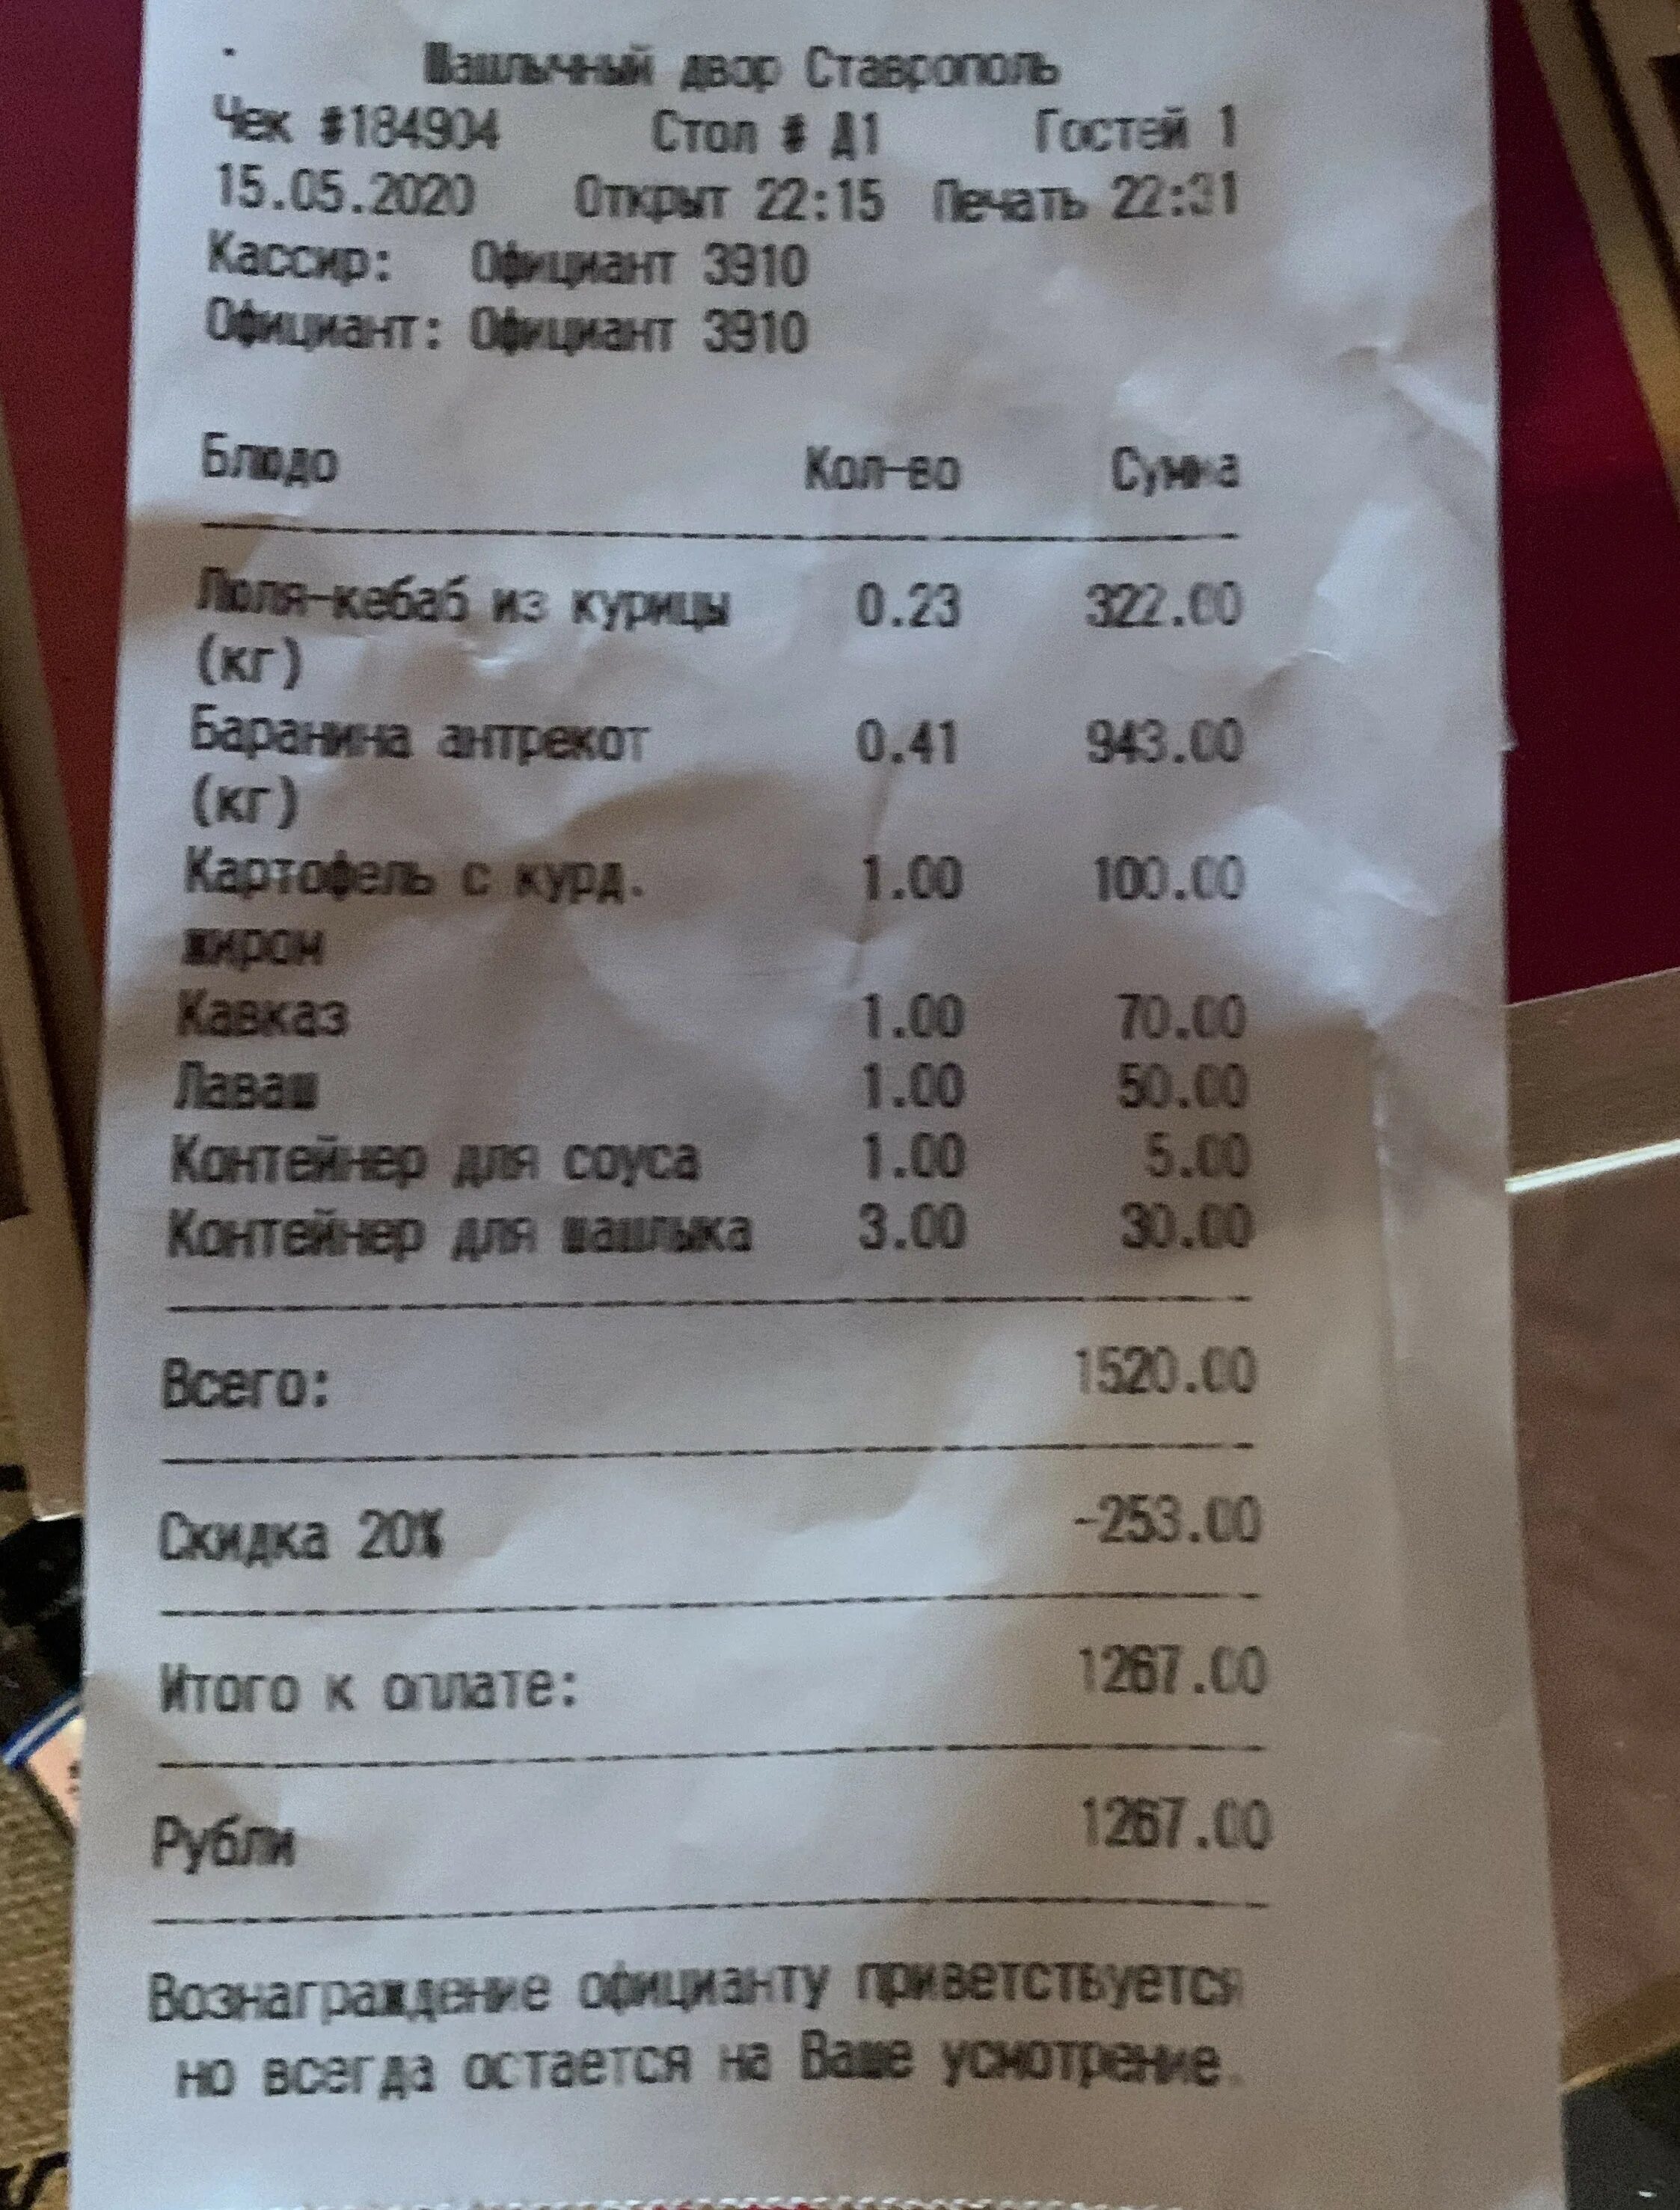 Шашлычный двор Ставрополь
Чек #184904 Стол # Д1 Гостей 1
15.05.2020 Открыт 22:15 Печать 22:31
Кассир: Официант 3910
Официант: Официант 3910
Блюдо Кол-во Сумма
Люля-кебаб из курицы 0.23 322.00
(кг)
Баранина антрекот 0.41 943.00
(кг)
Картофель с курд. 1.00 100.00
жиром
Кавказ 1.00 70.00
Лаваш 1.00 50.00
Контейнер для соуса 1.00 5.00
Контейнер для шашлыка 3.00 30.00
Всего: 1520.00
Скидка 20% -253.00
Итого к оплате: 1267.00
Рубли 1267.00
Вознаграждение официанту приветствуется
но всегда остается на Ваше усмотрение.